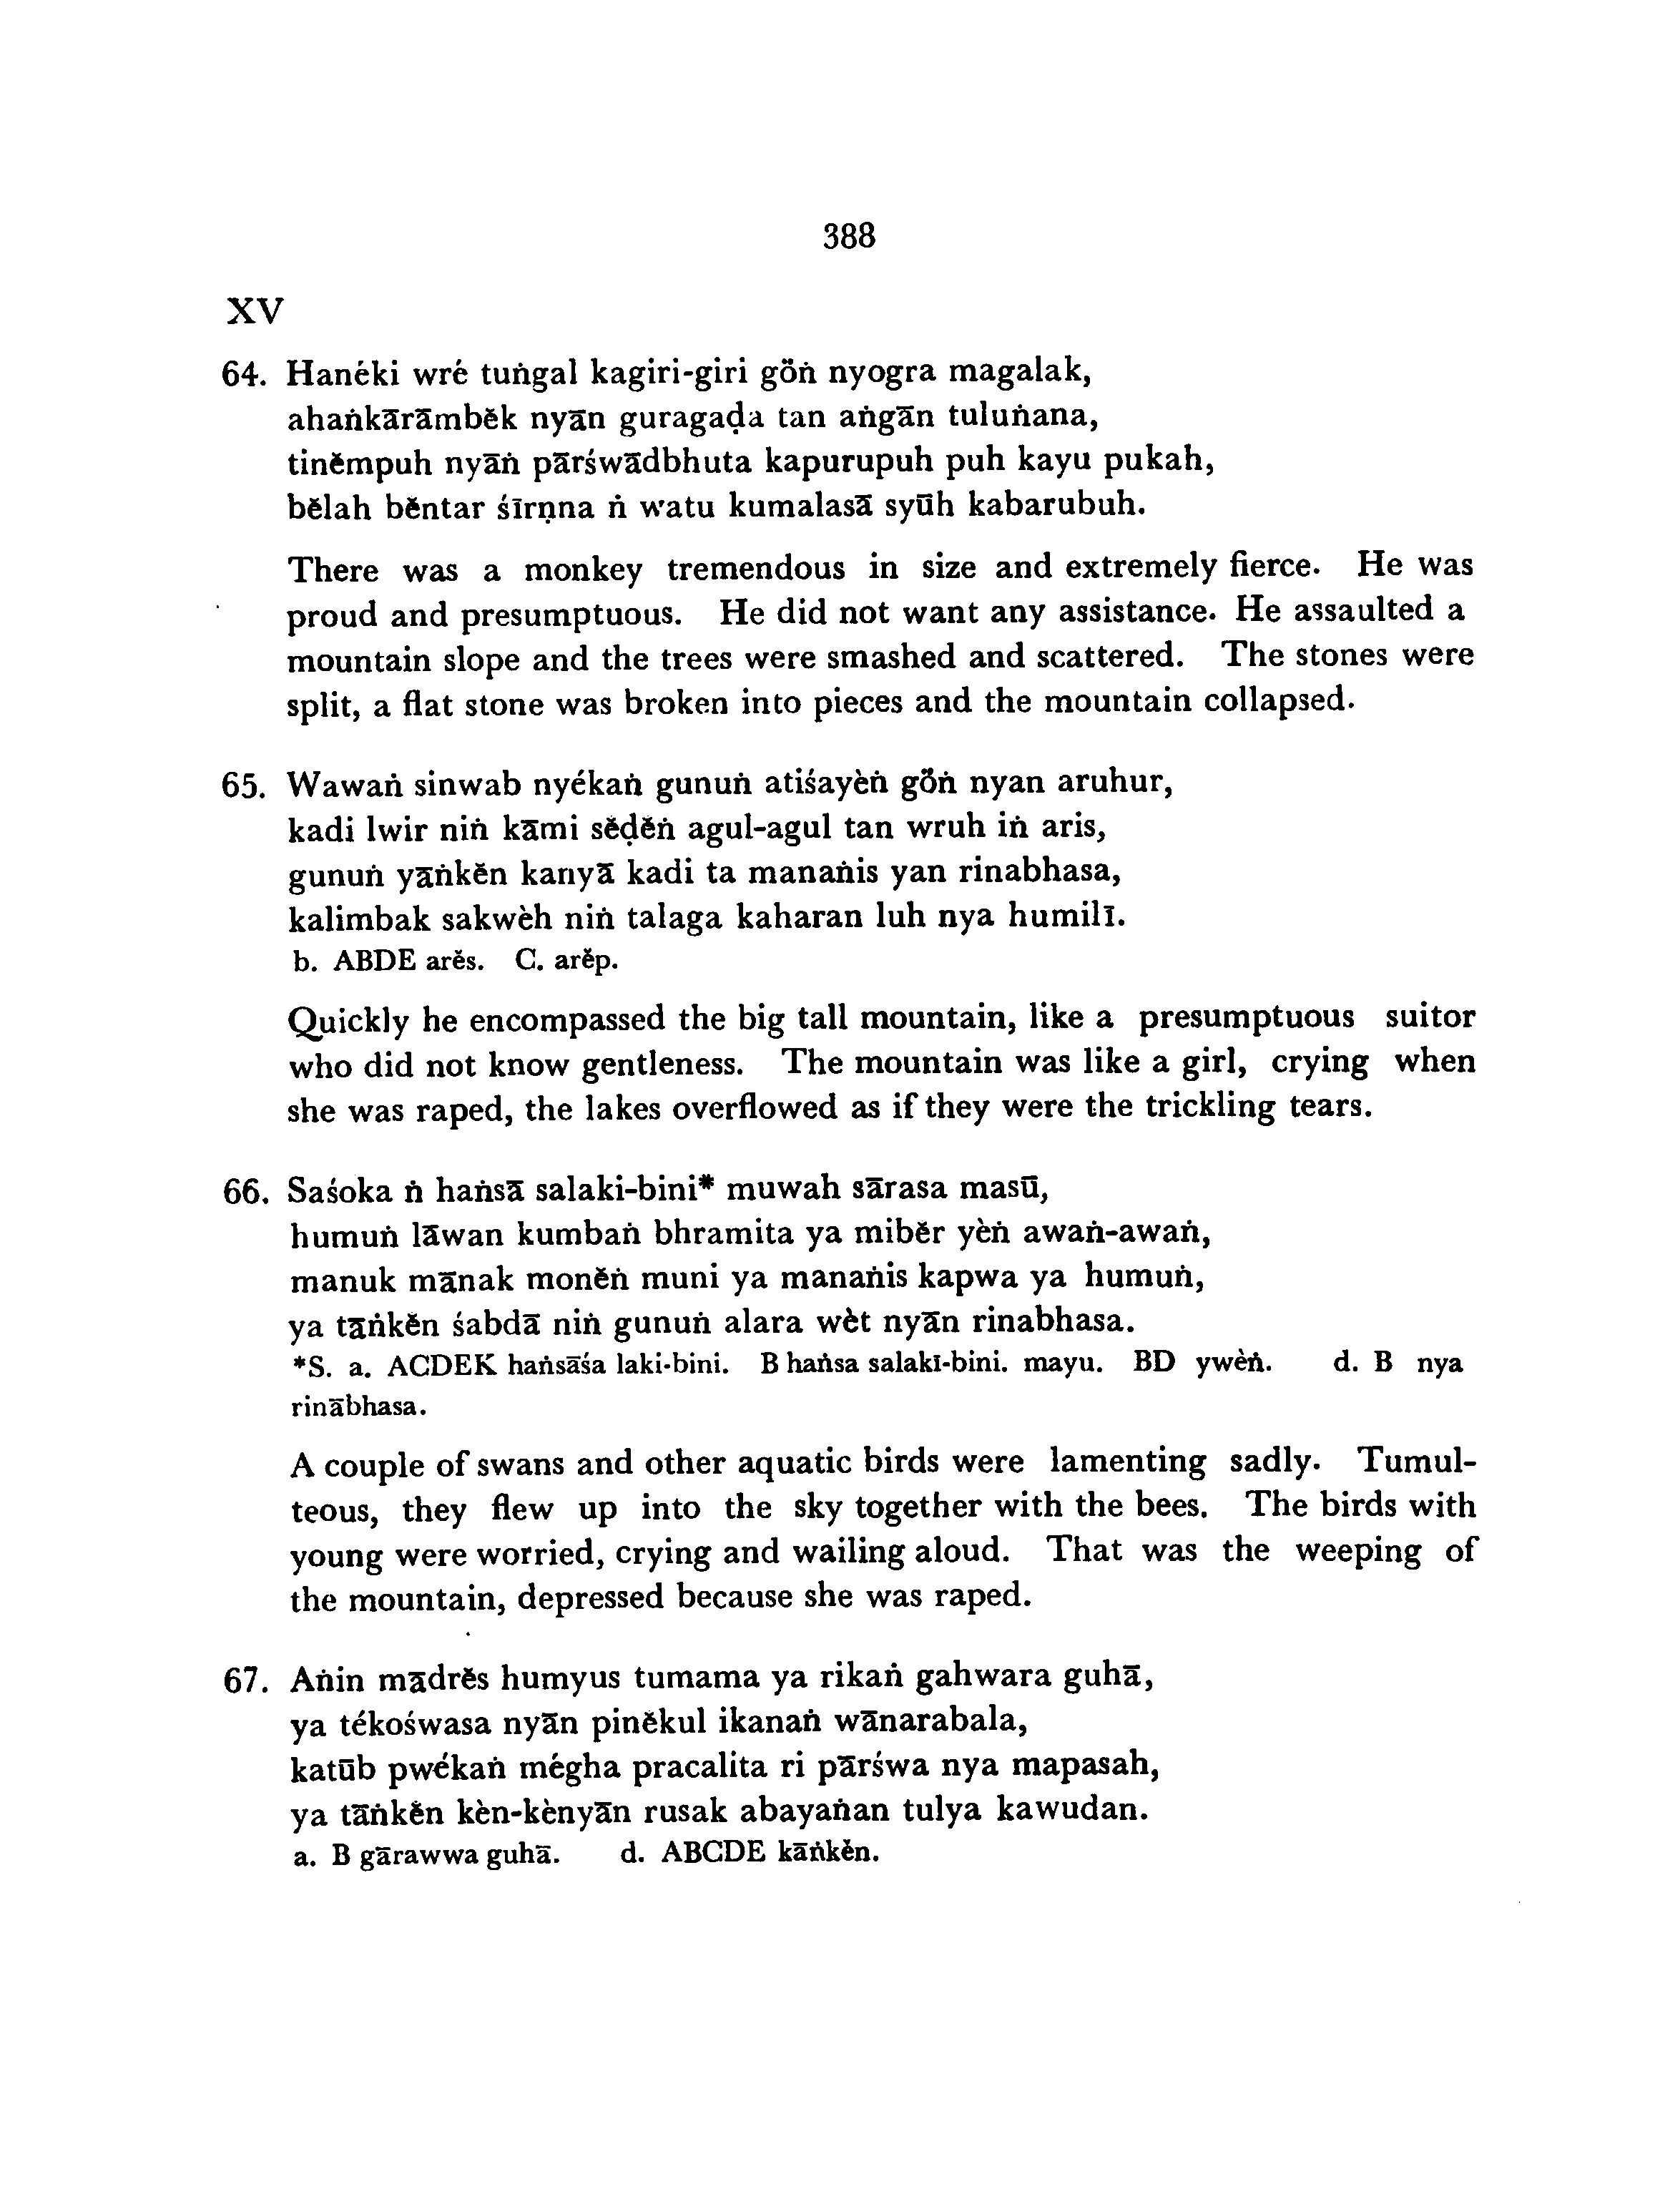 388
XV
64. Hanéki wré tuṅgal kagiri-giri gö̆ṅ nyogra magalak,
ahaṅkārāmbĕk nyān guragaḍa tan aṅgān tuluṅana,
tinĕmpuh nyāṅ pārśwādbhuta kapurupuh puh kayu pukah,
bĕlah bĕntar śīrṇna ṅ watu kumalasā syūh kabarubuh.
There was a monkey tremendous in size and extremely fierce. He was
proud and presumptuous. He did not want any assistance. He assaulted a
mountain slope and the trees were smashed and scattered. The stones were
split, a flat stone was broken into pieces and the mountain collapsed.
65. Wawaṅ sinwab nyékaṅ gunuṅ atiśayèṅ gö̆ṅ nyan aruhur,
kadi lwir niṅ kāmi sĕḍĕṅ agul-agul tan wruh iṅ aris,
gunuṅ yāṅkĕn kanyā kadi ta manaṅis yan rinabhasa,
kalimbak sakwèh niṅ talaga kaharan luh nya humilī.
b. ABDE arĕs. C. arĕp.
Quickly he encompassed the big tall mountain, like a presumptuous suitor
who did not know gentleness. The mountain was like a girl, crying when
she was raped, the lakes overflowed as if they were the trickling tears.
66. Saśoka ṅ haṅsā salaki-bini* muwah sārasa masū,
humuṅ lāwan kumbaṅ bhramita ya mibĕr yèṅ awaṅ-awaṅ,
manuk mānak monĕṅ muni ya manaṅis kapwa ya humuṅ,
ya tāṅkĕn śabdā niṅ gunuṅ alara wèt nyān rinabhasa.
*S. a. ACDEK haṅsāśa laki-bini. B haṅsa salakī-bini. mayu. BD ywèṅ. d. B nya
rinābhasa.
A couple of swans and other aquatic birds were lamenting sadly. Tumul-
teous, they flew up into the sky together with the bees. The birds with
young were worried, crying and wailing aloud. That was the weeping of
the mountain, depressed because she was raped.
67. Aṅin mādrĕs humyus tumama ya rikaṅ gahwara guhā,
ya tékośwasa nyān pinĕkul ikanaṅ wānarabala,
katūb pwékaṅ mégha pracalita ri pārśwa nya mapasah,
ya tāṅkĕn kèn-kènyān rusak abayaṅan tulya kawudan.
a. B gārawwa guhā. d. ABCDE kāṅkĕn.